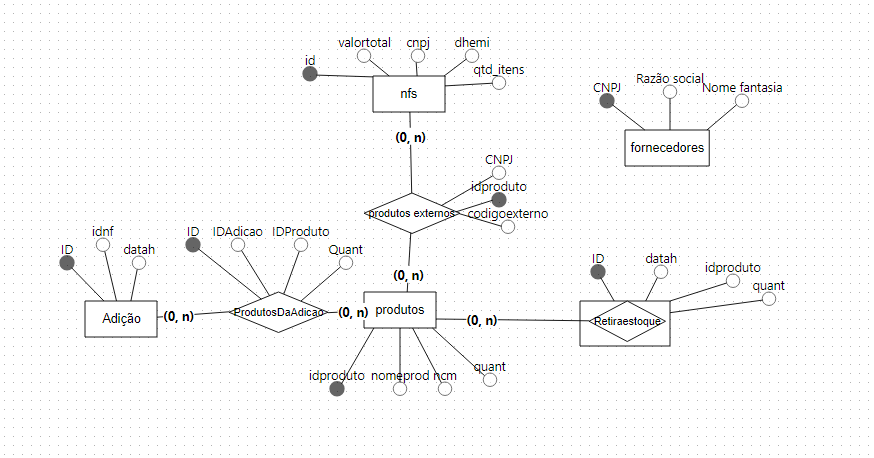 valortotal
cnpj
dhemi
id
qtd_itens
nfs
(0, n)
CNPJ
Razão social
Nome fantasia
fornecedores
CNPJ
idproduto
codigoexterno
produtos externos
(0, n)
ID
idnf
datah
Adição
(0, n)
ID
IDAdicao
IDProduto
Quant
ProdutosDaAdicao
(0, n)
produtos
(0, n)
idproduto
nomeprod
ncm
quant
ID
datah
idproduto
quant
Retiraestoque